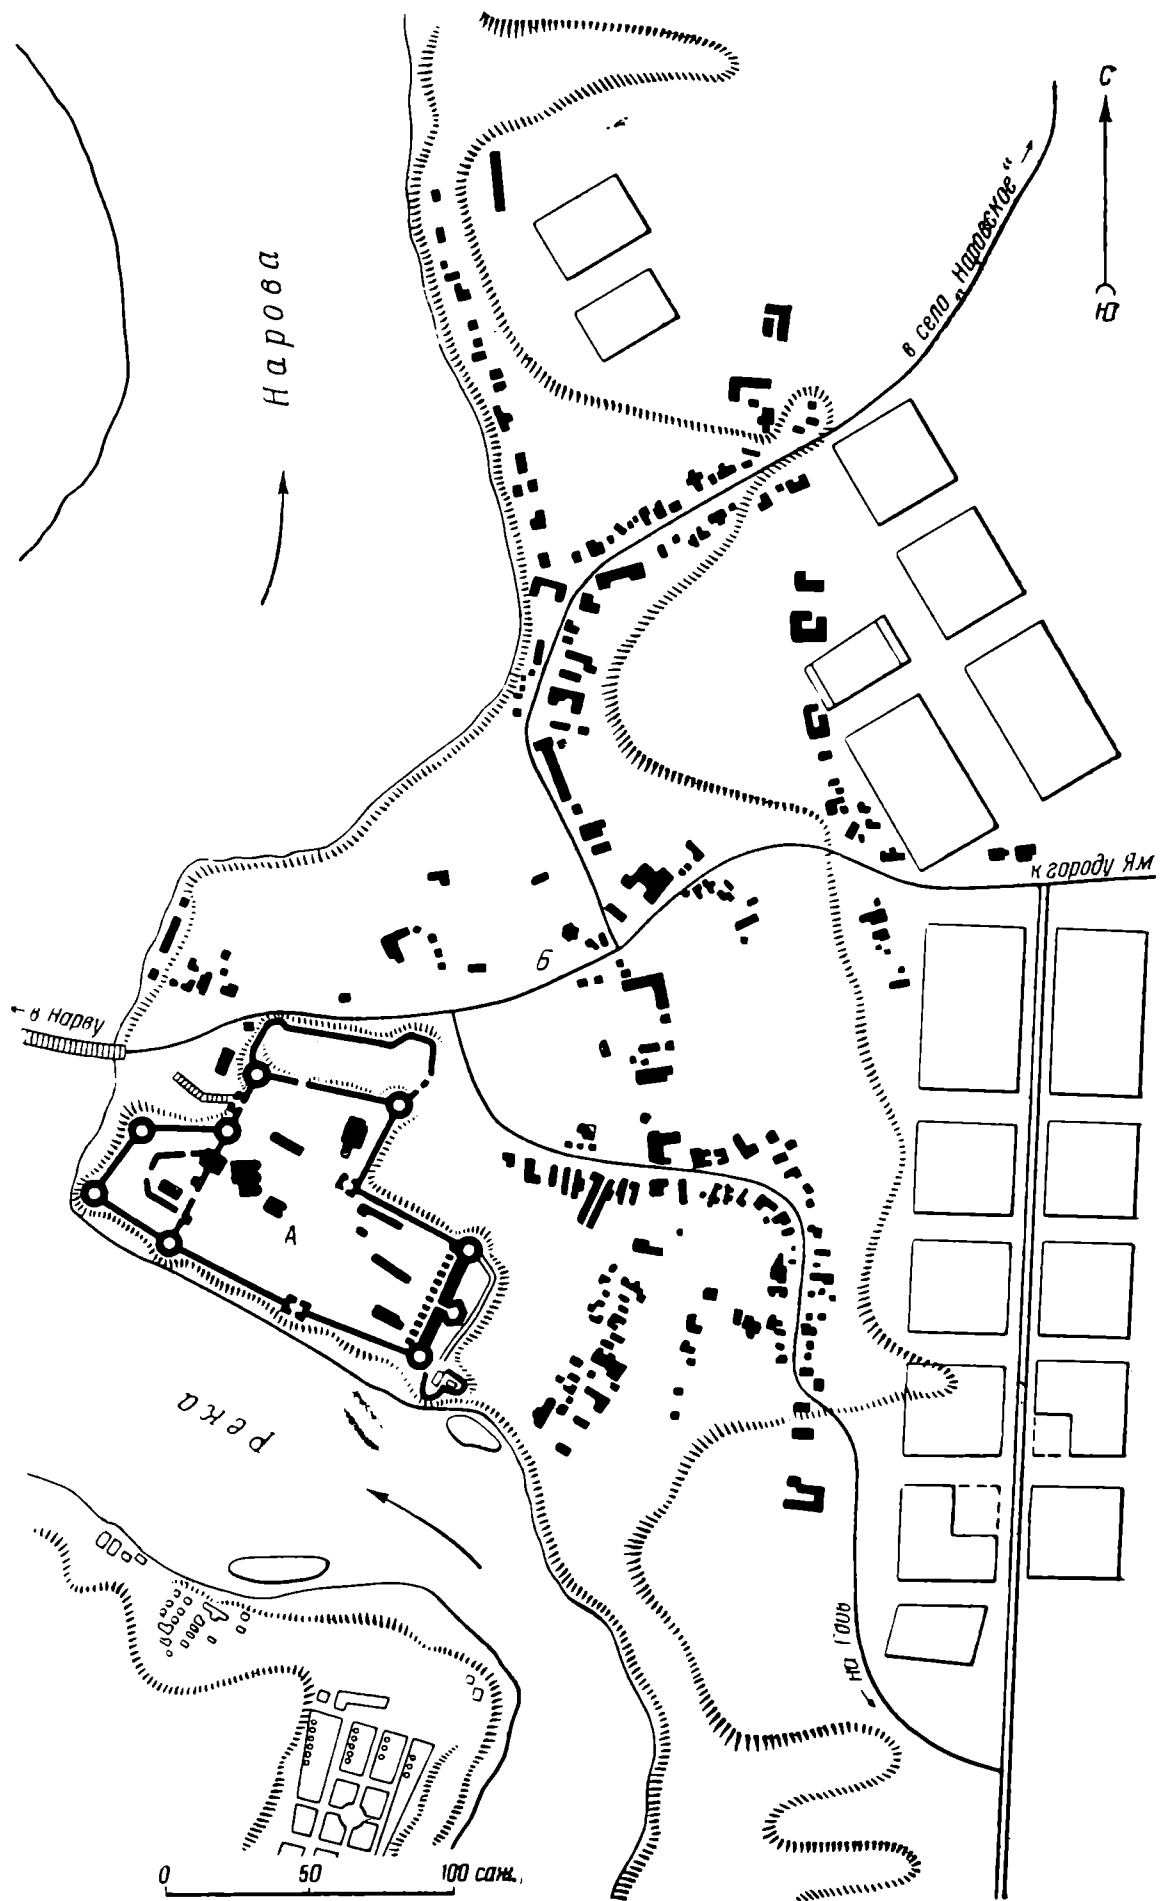 С
Ю
в село „Наровское“
Нарова
к городу Ям
Б
← в Нарву
А
река
на Гдов
0 50 100 саж.